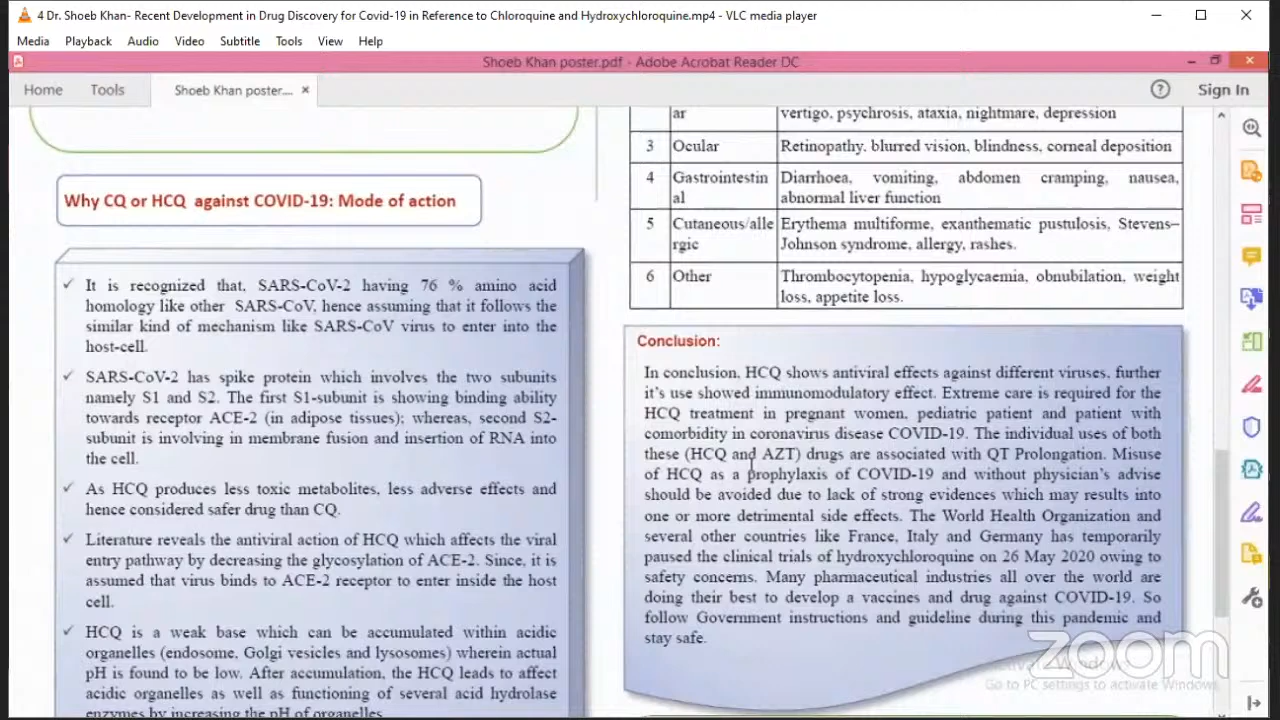 4 Dr. Shoeb Khan- Recent Development in Drug Discovery for Covid-19 in Reference to Chloroquine and Hydroxychloroquine.mp4 - VLC media player
Media Playback Audio Video Subtitle Tools View Help
Shoeb Khan poster.pdf - Adobe Acrobat Reader DC
Home Tools Shoeb Khan poster.... × Sign In
Why CQ or HCQ against COVID-19: Mode of action
✓ It is recognized that, SARS-CoV-2 having 76 % amino acid
homology like other SARS-CoV, hence assuming that it follows the
similar kind of mechanism like SARS-CoV virus to enter into the
host-cell.
✓ SARS-CoV-2 has spike protein which involves the two subunits
namely S1 and S2. The first S1-subunit is showing binding ability
towards receptor ACE-2 (in adipose tissues); whereas, second S2-
subunit is involving in membrane fusion and insertion of RNA into
the cell.
✓ As HCQ produces less toxic metabolites, less adverse effects and
hence considered safer drug than CQ.
✓ Literature reveals the antiviral action of HCQ which affects the viral
entry pathway by decreasing the glycosylation of ACE-2. Since, it is
assumed that virus binds to ACE-2 receptor to enter inside the host
cell.
✓ HCQ is a weak base which can be accumulated within acidic
organelles (endosome, Golgi vesicles and lysosomes) wherein actual
pH is found to be low. After accumulation, the HCQ leads to affect
acidic organelles as well as functioning of several acid hydrolase
enzymes by increasing the pH of organelles.
ar vertigo, psychrosis, ataxia, nightmare, depression
3 Ocular Retinopathy, blurred vision, blindness, corneal deposition
4 Gastrointestin Diarrhoea, vomiting, abdomen cramping, nausea,
al abnormal liver function
5 Cutaneous/alle Erythema multiforme, exanthematic pustulosis, Stevens–
rgic Johnson syndrome, allergy, rashes.
6 Other Thrombocytopenia, hypoglycaemia, obnubilation, weight
loss, appetite loss.
Conclusion:
In conclusion, HCQ shows antiviral effects against different viruses, further
it's use showed immunomodulatory effect. Extreme care is required for the
HCQ treatment in pregnant women, pediatric patient and patient with
comorbidity in coronavirus disease COVID-19. The individual uses of both
these (HCQ and AZT) drugs are associated with QT Prolongation. Misuse
of HCQ as a prophylaxis of COVID-19 and without physician's advise
should be avoided due to lack of strong evidences which may results into
one or more detrimental side effects. The World Health Organization and
several other countries like France, Italy and Germany has temporarily
paused the clinical trials of hydroxychloroquine on 26 May 2020 owing to
safety concerns. Many pharmaceutical industries all over the world are
doing their best to develop a vaccines and drug against COVID-19. So
follow Government instructions and guideline during this pandemic and
stay safe.
zoom
Activate Windows
Go to PC settings to activate Windows.